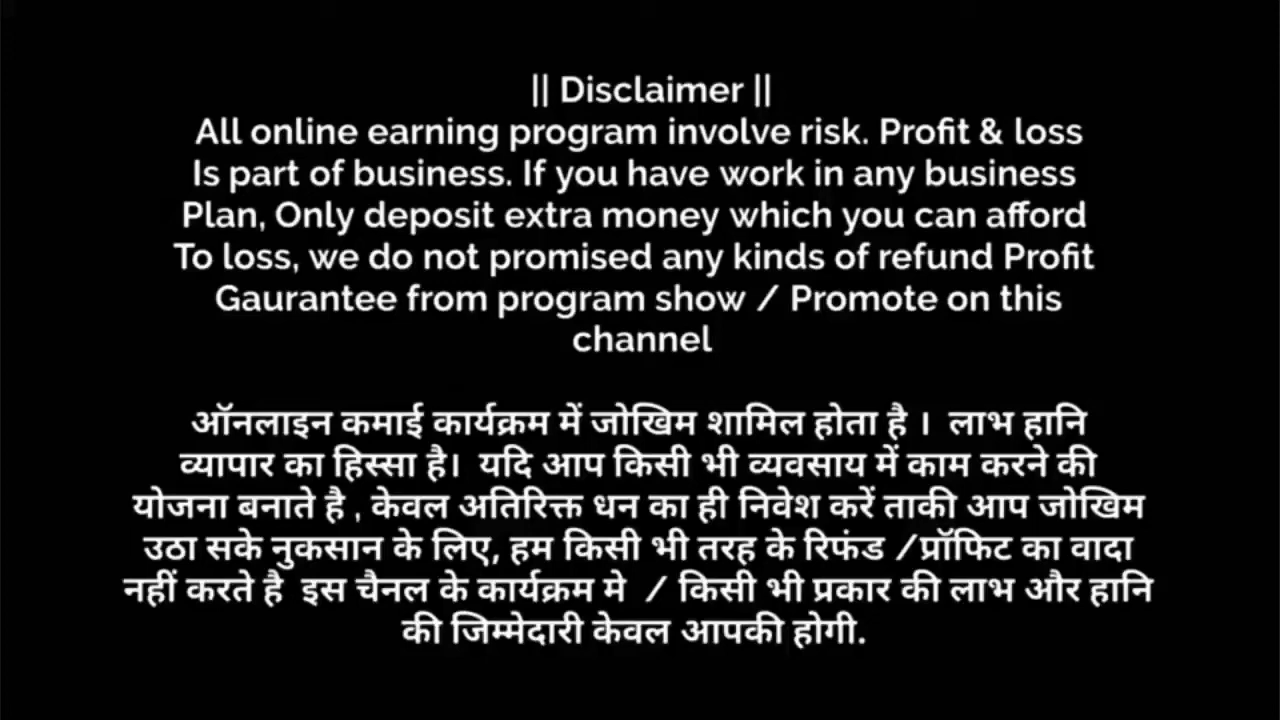 || Disclaimer ||
All online earning program involve risk. Profit & loss
Is part of business. If you have work in any business
Plan, Only deposit extra money which you can afford
To loss, we do not promised any kinds of refund Profit
Gaurantee from program show / Promote on this
channel
ऑनलाइन कमाई कार्यक्रम में जोखिम शामिल होता है । लाभ हानि
व्यापार का हिस्सा है। यदि आप किसी भी व्यवसाय में काम करने की
योजना बनाते है , केवल अतिरिक्त धन का ही निवेश करें ताकी आप जोखिम
उठा सके नुकसान के लिए, हम किसी भी तरह के रिफंड /प्रॉफिट का वादा
नहीं करते है इस चैनल के कार्यक्रम मे / किसी भी प्रकार की लाभ और हानि
की जिम्मेदारी केवल आपकी होगी.